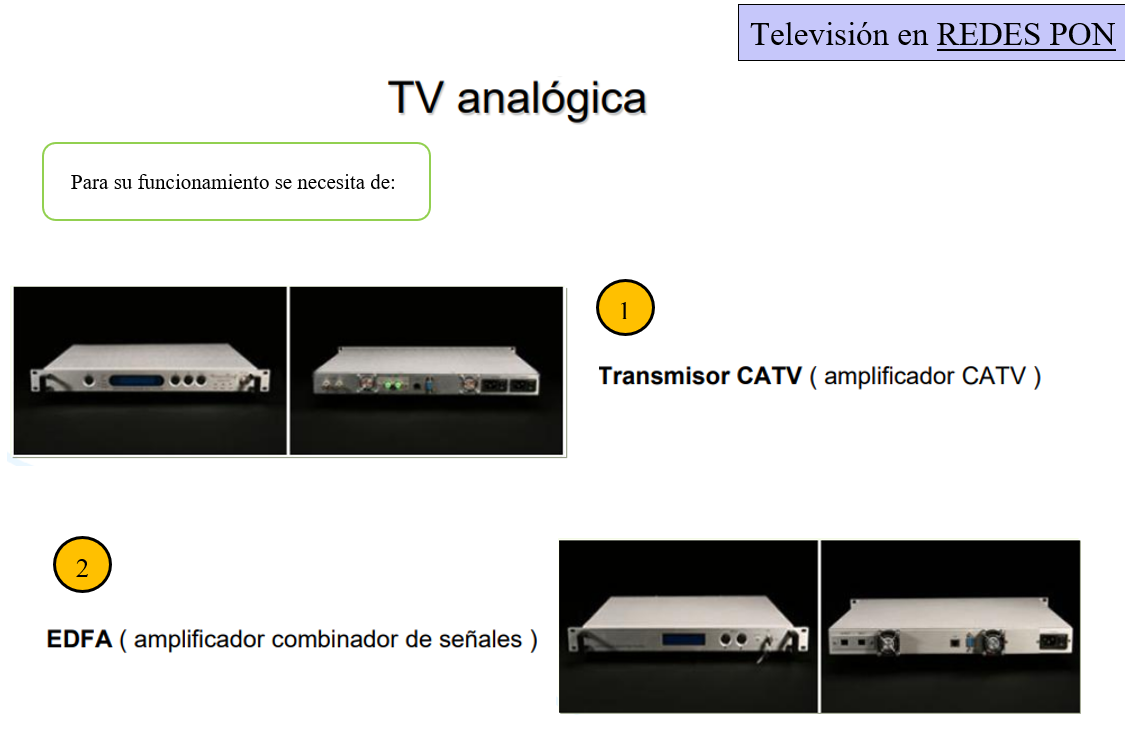 Televisión en REDES PON
TV analógica
Para su funcionamiento se necesita de:
1
Transmisor CATV ( amplificador CATV )
2
EDFA ( amplificador combinador de señales )